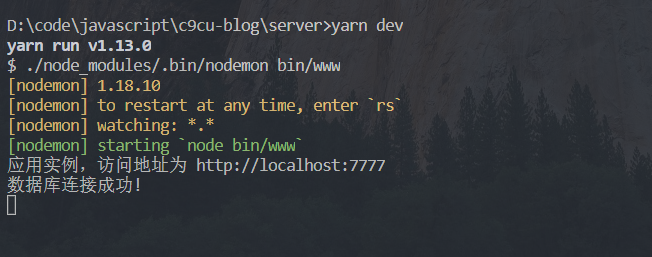 D:\code\javascript\c9cu-blog\server>yarn dev
yarn run v1.13.0
$ ./node_modules/.bin/nodemon bin/www
[nodemon] 1.18.10
[nodemon] to restart at any time, enter `rs`
[nodemon] watching: *.*
[nodemon] starting `node bin/www`
应用实例，访问地址为 http://localhost:7777
数据库连接成功!